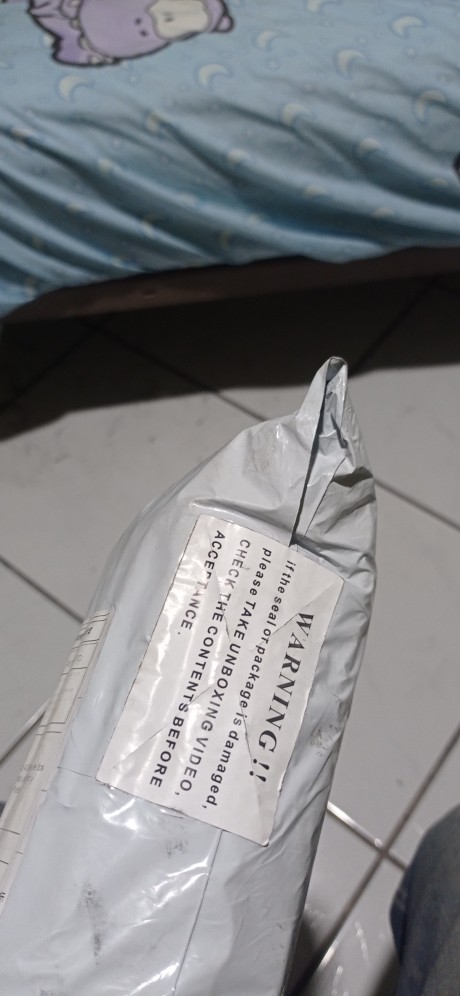 WARNING!!
if the seal or package is damaged,
please TAKE UNBOXING VIDEO,
CHECK THE CONTENTS BEFORE
ACCEPTANCE.